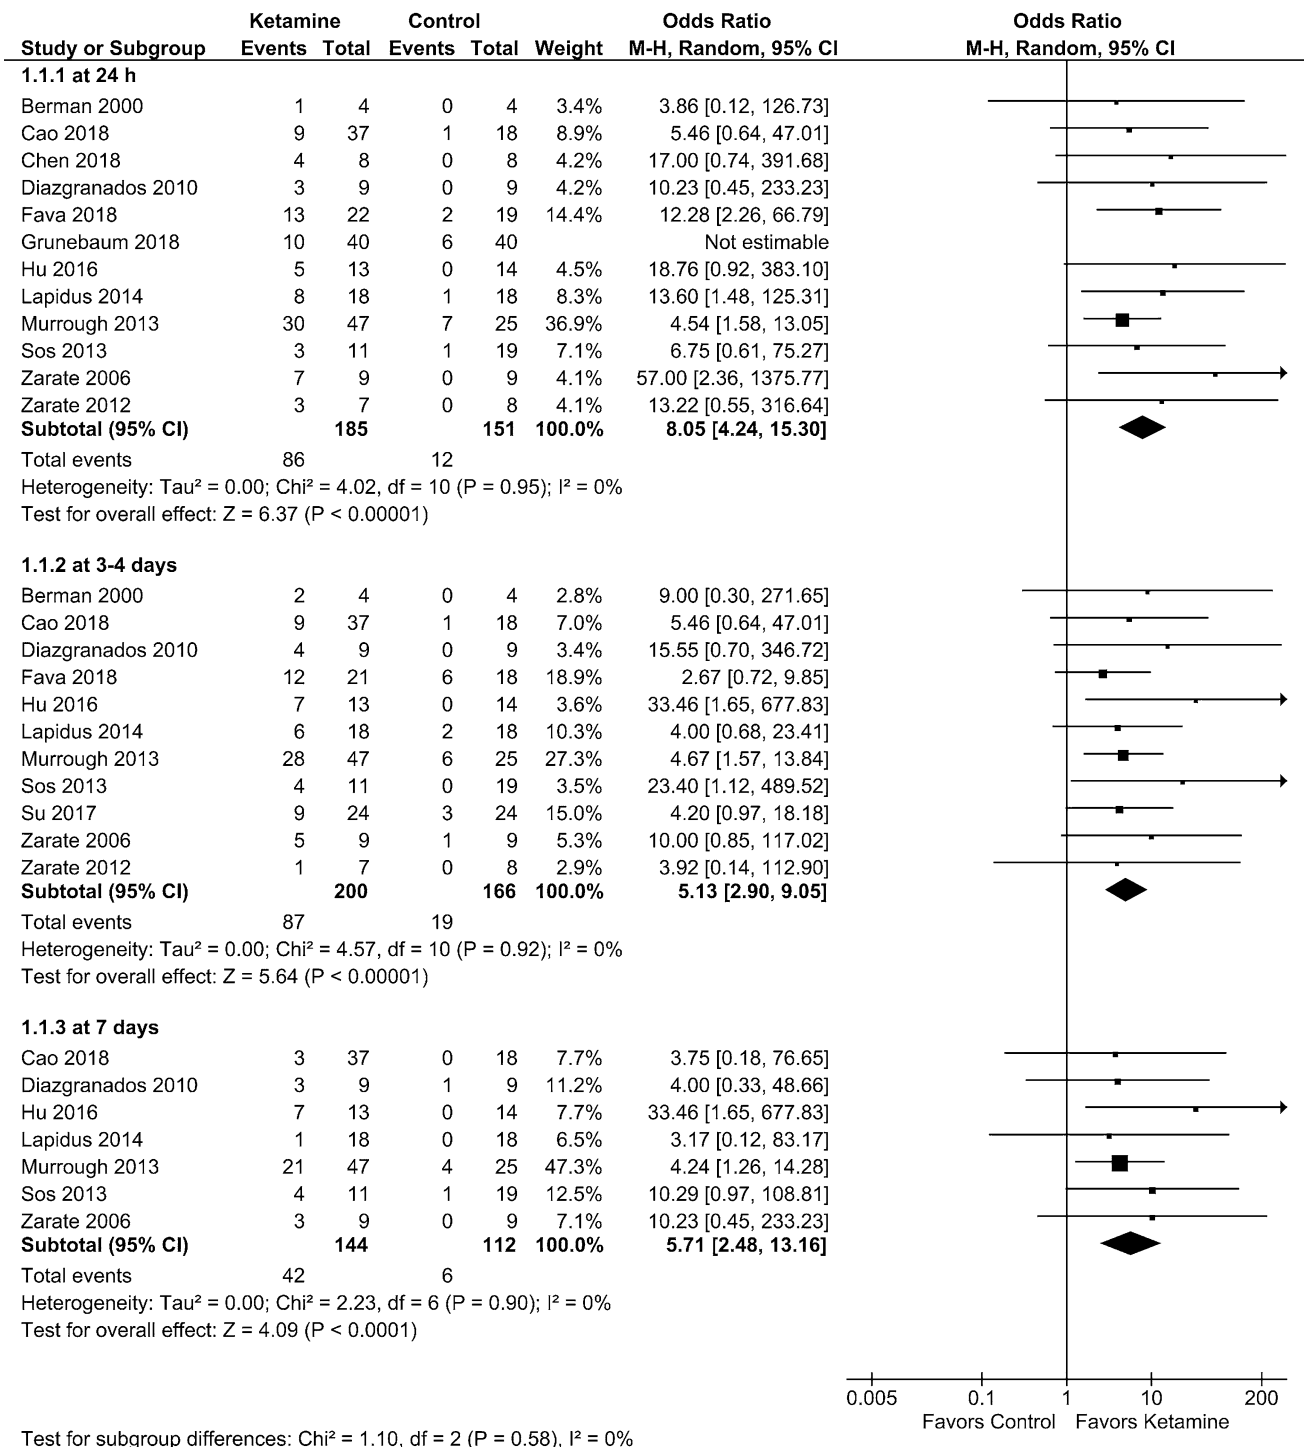 Ketamine Control Odds Ratio Odds Ratio
Study or Subgroup Events Total Events Total Weight M-H, Random, 95% CI M-H, Random, 95% CI
1.1.1 at 24 h
Berman 2000 1 4 0 4 3.4% 3.86 [0.12, 126.73]
Cao 2018 9 37 1 18 8.9% 5.46 [0.64, 47.01]
Chen 2018 4 8 0 8 4.2% 17.00 [0.74, 391.68]
Diazgranados 2010 3 9 0 9 4.2% 10.23 [0.45, 233.23]
Fava 2018 13 22 2 19 14.4% 12.28 [2.26, 66.79]
Grunebaum 2018 10 40 6 40 Not estimable
Hu 2016 5 13 0 14 4.5% 18.76 [0.92, 383.10]
Lapidus 2014 8 18 1 18 8.3% 13.60 [1.48, 125.31]
Murrough 2013 30 47 7 25 36.9% 4.54 [1.58, 13.05]
Sos 2013 3 11 1 19 7.1% 6.75 [0.61, 75.27]
Zarate 2006 7 9 0 9 4.1% 57.00 [2.36, 1375.77]
Zarate 2012 3 7 0 8 4.1% 13.22 [0.55, 316.64]
Subtotal (95% CI) 185 151 100.0% 8.05 [4.24, 15.30]
Total events 86 12
Heterogeneity: Tau² = 0.00; Chi² = 4.02, df = 10 (P = 0.95); I² = 0%
Test for overall effect: Z = 6.37 (P < 0.00001)
1.1.2 at 3-4 days
Berman 2000 2 4 0 4 2.8% 9.00 [0.30, 271.65]
Cao 2018 9 37 1 18 7.0% 5.46 [0.64, 47.01]
Diazgranados 2010 4 9 0 9 3.4% 15.55 [0.70, 346.72]
Fava 2018 12 21 6 18 18.9% 2.67 [0.72, 9.85]
Hu 2016 7 13 0 14 3.6% 33.46 [1.65, 677.83]
Lapidus 2014 6 18 2 18 10.3% 4.00 [0.68, 23.41]
Murrough 2013 28 47 6 25 27.3% 4.67 [1.57, 13.84]
Sos 2013 4 11 0 19 3.5% 23.40 [1.12, 489.52]
Su 2017 9 24 3 24 15.0% 4.20 [0.97, 18.18]
Zarate 2006 5 9 1 9 5.3% 10.00 [0.85, 117.02]
Zarate 2012 1 7 0 8 2.9% 3.92 [0.14, 112.90]
Subtotal (95% CI) 200 166 100.0% 5.13 [2.90, 9.05]
Total events 87 19
Heterogeneity: Tau² = 0.00; Chi² = 4.57, df = 10 (P = 0.92); I² = 0%
Test for overall effect: Z = 5.64 (P < 0.00001)
1.1.3 at 7 days
Cao 2018 3 37 0 18 7.7% 3.75 [0.18, 76.65]
Diazgranados 2010 3 9 1 9 11.2% 4.00 [0.33, 48.66]
Hu 2016 7 13 0 14 7.7% 33.46 [1.65, 677.83]
Lapidus 2014 1 18 0 18 6.5% 3.17 [0.12, 83.17]
Murrough 2013 21 47 4 25 47.3% 4.24 [1.26, 14.28]
Sos 2013 4 11 1 19 12.5% 10.29 [0.97, 108.81]
Zarate 2006 3 9 0 9 7.1% 10.23 [0.45, 233.23]
Subtotal (95% CI) 144 112 100.0% 5.71 [2.48, 13.16]
Total events 42 6
Heterogeneity: Tau² = 0.00; Chi² = 2.23, df = 6 (P = 0.90); I² = 0%
Test for overall effect: Z = 4.09 (P < 0.0001)
0.005 0.1 1 10 200
Favors Control Favors Ketamine
Test for subgroup differences: Chi² = 1.10, df = 2 (P = 0.58), I² = 0%